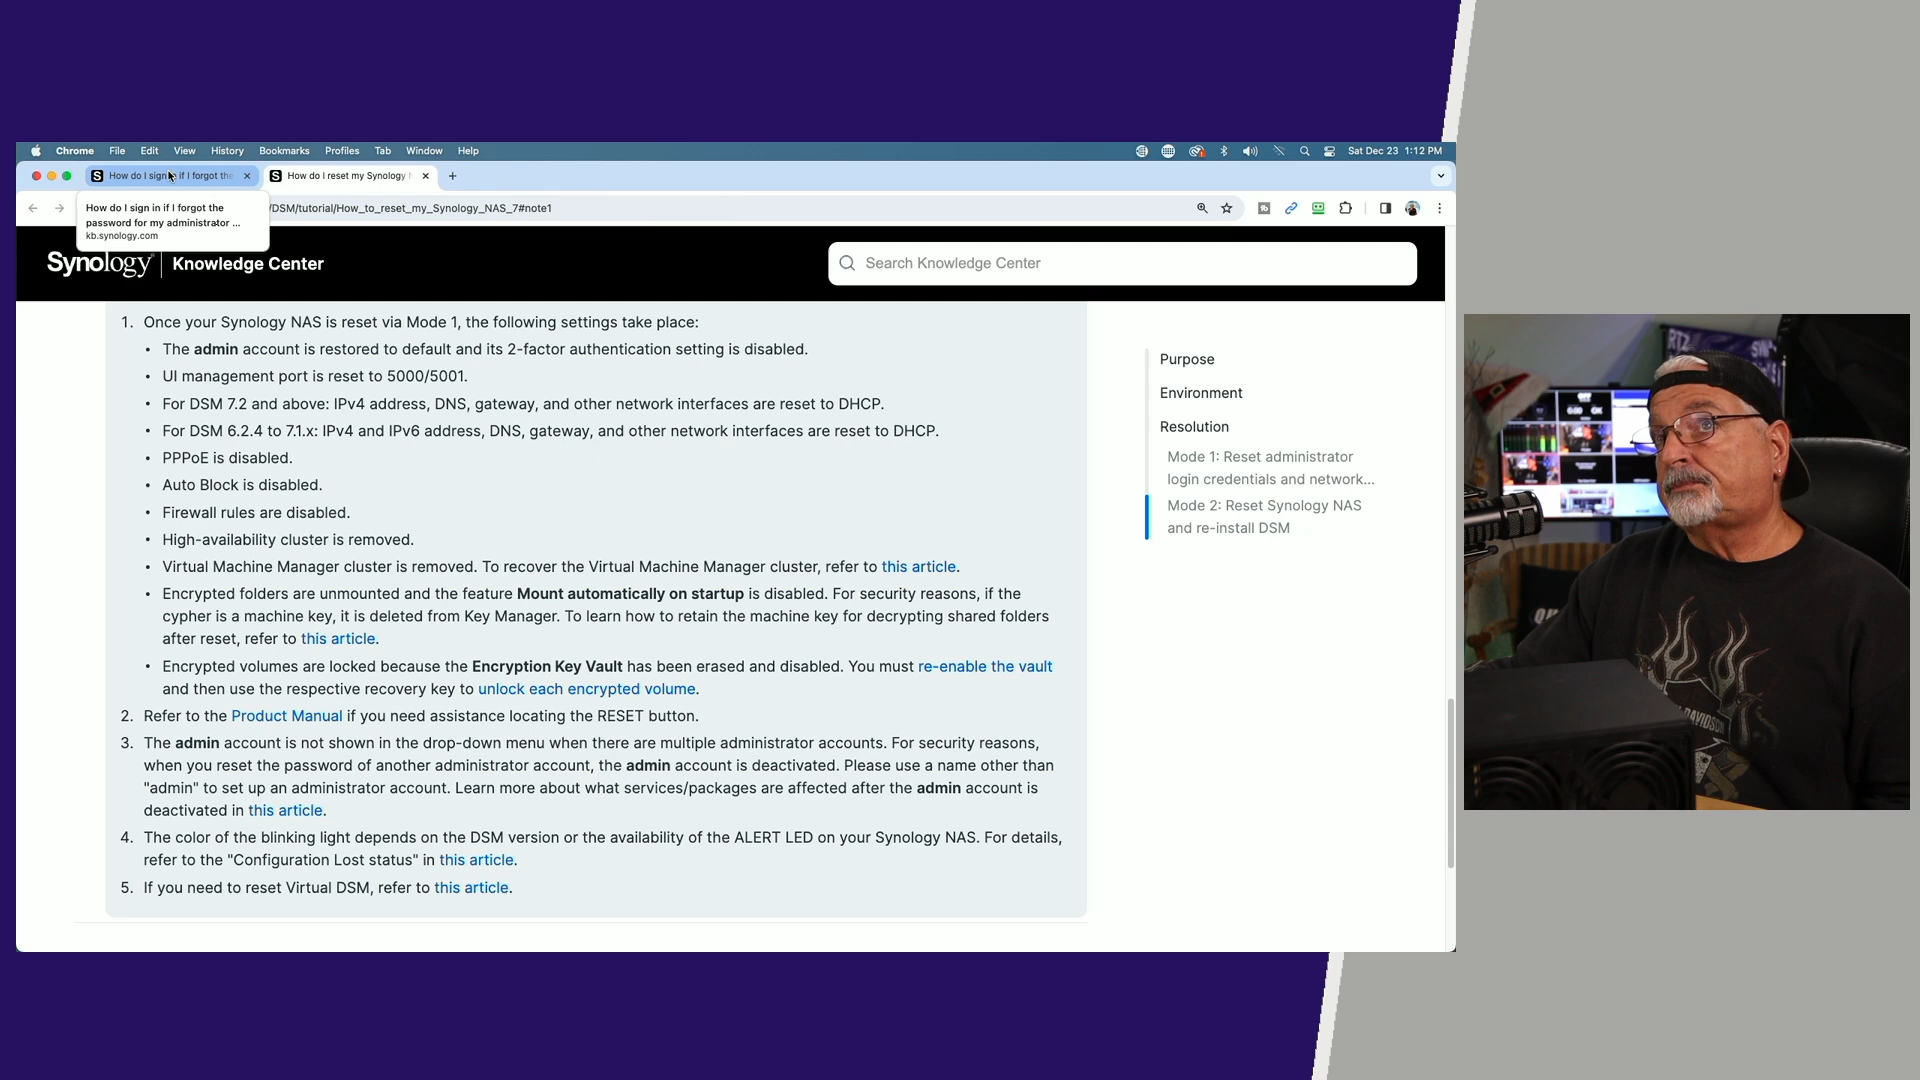 Chrome File Edit View History Bookmarks Profiles Tab Window Help Sat Dec 23 1:12 PM
How do I sign if I forgot the
How do I reset my Synology
How do I sign in if I forgot the
password for my administrator ...
kb.synology.com
/DSM/tutorial/How_to_reset_my_Synology_NAS_7#note1
Synology Knowledge Center
Search Knowledge Center
1. Once your Synology NAS is reset via Mode 1, the following settings take place:
• The admin account is restored to default and its 2-factor authentication setting is disabled.
• UI management port is reset to 5000/5001.
• For DSM 7.2 and above: IPv4 address, DNS, gateway, and other network interfaces are reset to DHCP.
• For DSM 6.2.4 to 7.1.x: IPv4 and IPv6 address, DNS, gateway, and other network interfaces are reset to DHCP.
• PPPoE is disabled.
• Auto Block is disabled.
• Firewall rules are disabled.
• High-availability cluster is removed.
• Virtual Machine Manager cluster is removed. To recover the Virtual Machine Manager cluster, refer to this article.
• Encrypted folders are unmounted and the feature Mount automatically on startup is disabled. For security reasons, if the
cypher is a machine key, it is deleted from Key Manager. To learn how to retain the machine key for decrypting shared folders
after reset, refer to this article.
• Encrypted volumes are locked because the Encryption Key Vault has been erased and disabled. You must re-enable the vault
and then use the respective recovery key to unlock each encrypted volume.
2. Refer to the Product Manual if you need assistance locating the RESET button.
3. The admin account is not shown in the drop-down menu when there are multiple administrator accounts. For security reasons,
when you reset the password of another administrator account, the admin account is deactivated. Please use a name other than
"admin" to set up an administrator account. Learn more about what services/packages are affected after the admin account is
deactivated in this article.
4. The color of the blinking light depends on the DSM version or the availability of the ALERT LED on your Synology NAS. For details,
refer to the "Configuration Lost status" in this article.
5. If you need to reset Virtual DSM, refer to this article.
Purpose
Environment
Resolution
Mode 1: Reset administrator
login credentials and network...
Mode 2: Reset Synology NAS
and re-install DSM